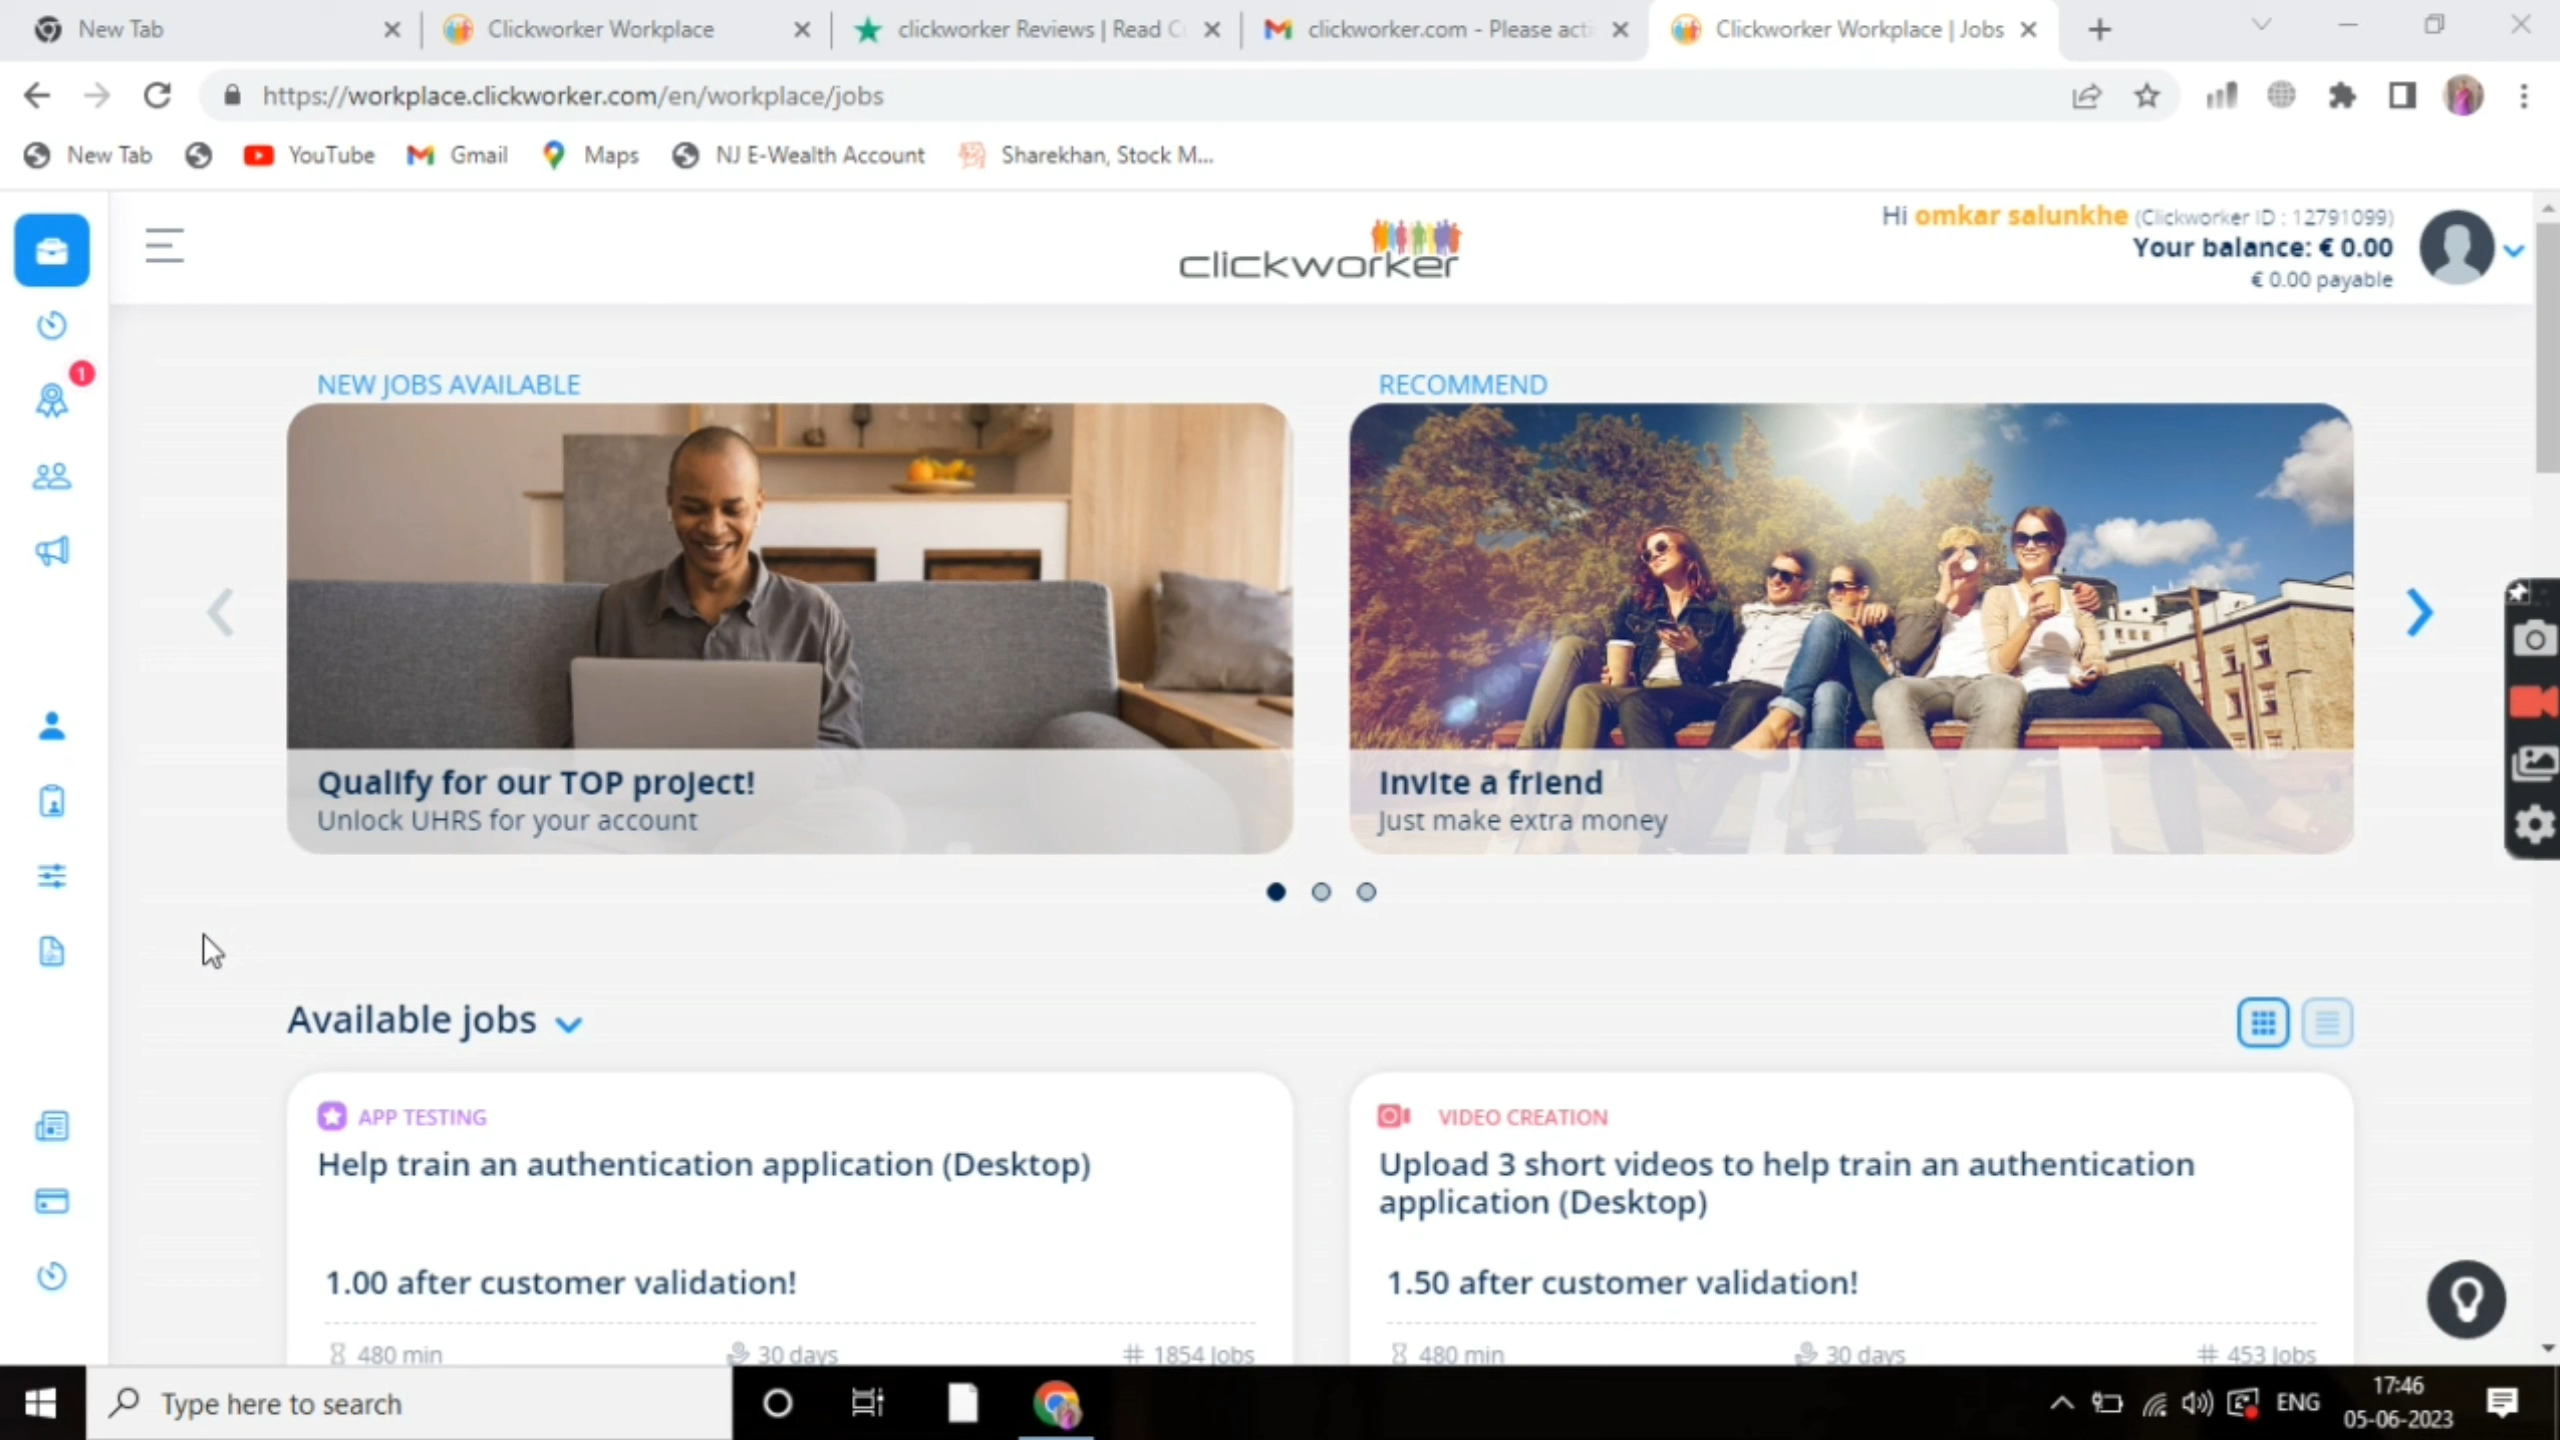 New Tab
Clickworker Workplace
clickworker Reviews | Read C
clickworker.com - Please acti
Clickworker Workplace | Jobs
https://workplace.clickworker.com/en/workplace/jobs
New Tab
YouTube
Gmail
Maps
NJ E-Wealth Account
Sharekhan, Stock M...
Hi omkar salunkhe (Clickworker ID : 12791099)
Your balance: € 0.00
€ 0.00 payable
clickworker
1
NEW JOBS AVAILABLE
RECOMMEND
Qualify for our TOP project!
Unlock UHRS for your account
Invite a friend
Just make extra money
Available jobs
APP TESTING
Help train an authentication application (Desktop)
1.00 after customer validation!
480 min
30 days
# 1854 Jobs
VIDEO CREATION
Upload 3 short videos to help train an authentication
application (Desktop)
1.50 after customer validation!
480 min
30 days
# 453 Jobs
Type here to search
ENG
17:46
05-06-2023